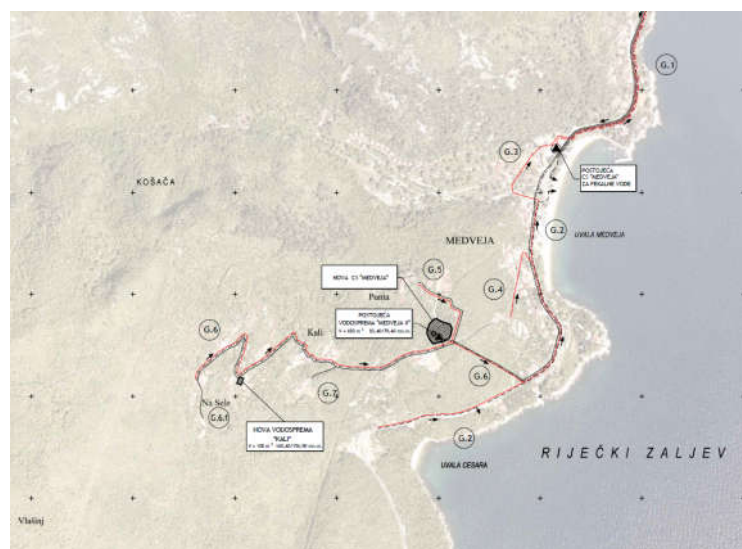 G.1
G.3
POSTOJEĆA
CS "MEDVEJA"
ZA FEKALNE VODE
KOŠAČA
G.2
UVALA MEDVEJA
MEDVEJA
G.5
NOVA CS "MEDVEJA"
Punta
G.4
POSTOJEĆA
VODOSPREMA "MEDVEJA II"
G.6
Kali
G.6
G.7
Na Sele
G.6.1
NOVA VODOSPREMA
"KALI"
G.2
RIJEČKI ZALJEV
UVALA CESARA
Vlašinj